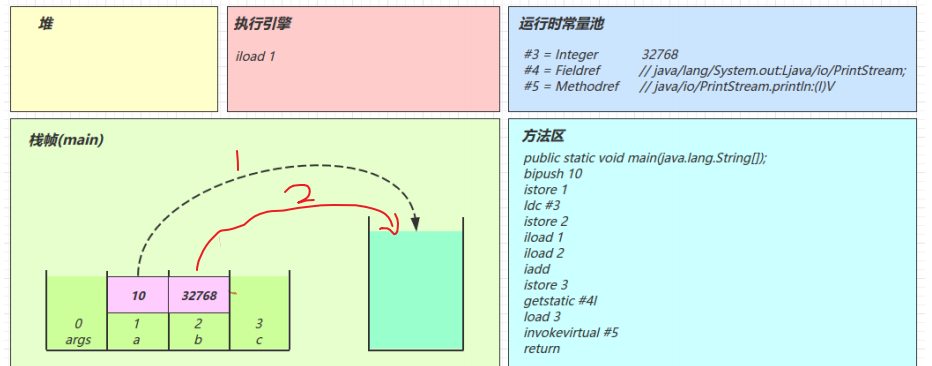 堆
执行引擎
iload 1
运行时常量池
#3 = Integer 32768
#4 = Fieldref // java/lang/System.out:Ljava/io/PrintStream;
#5 = Methodref // java/io/PrintStream.println:(I)V
栈帧(main)
1
2
10 32768
0 1 2 3
args a b c
方法区
public static void main(java.lang.String[]);
bipush 10
istore 1
ldc #3
istore 2
iload 1
iload 2
iadd
istore 3
getstatic #4l
load 3
invokevirtual #5
return